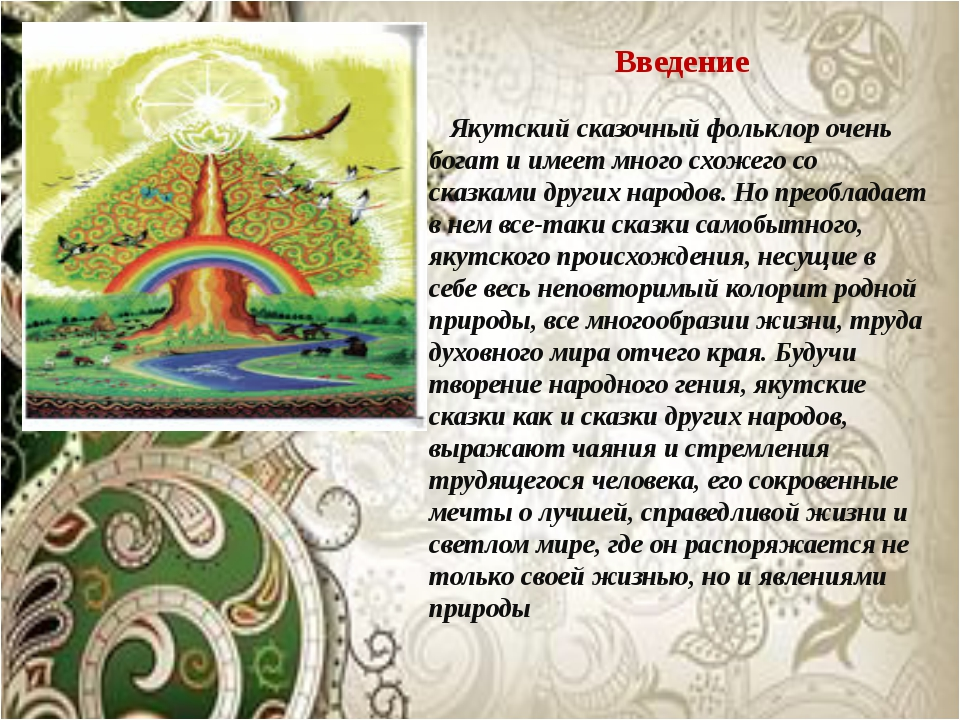 Введение
Якутский сказочный фольклор очень
богат и имеет много схожего со
сказками других народов. Но преобладает
в нем все-таки сказки самобытного,
якутского происхождения, несущие в
себе весь неповторимый колорит родной
природы, все многообразии жизни, труда
духовного мира отчего края. Будучи
творение народного гения, якутские
сказки как и сказки других народов,
выражают чаяния и стремления
трудящегося человека, его сокровенные
мечты о лучшей, справедливой жизни и
светлом мире, где он распоряжается не
только своей жизнью, но и явлениями
природы